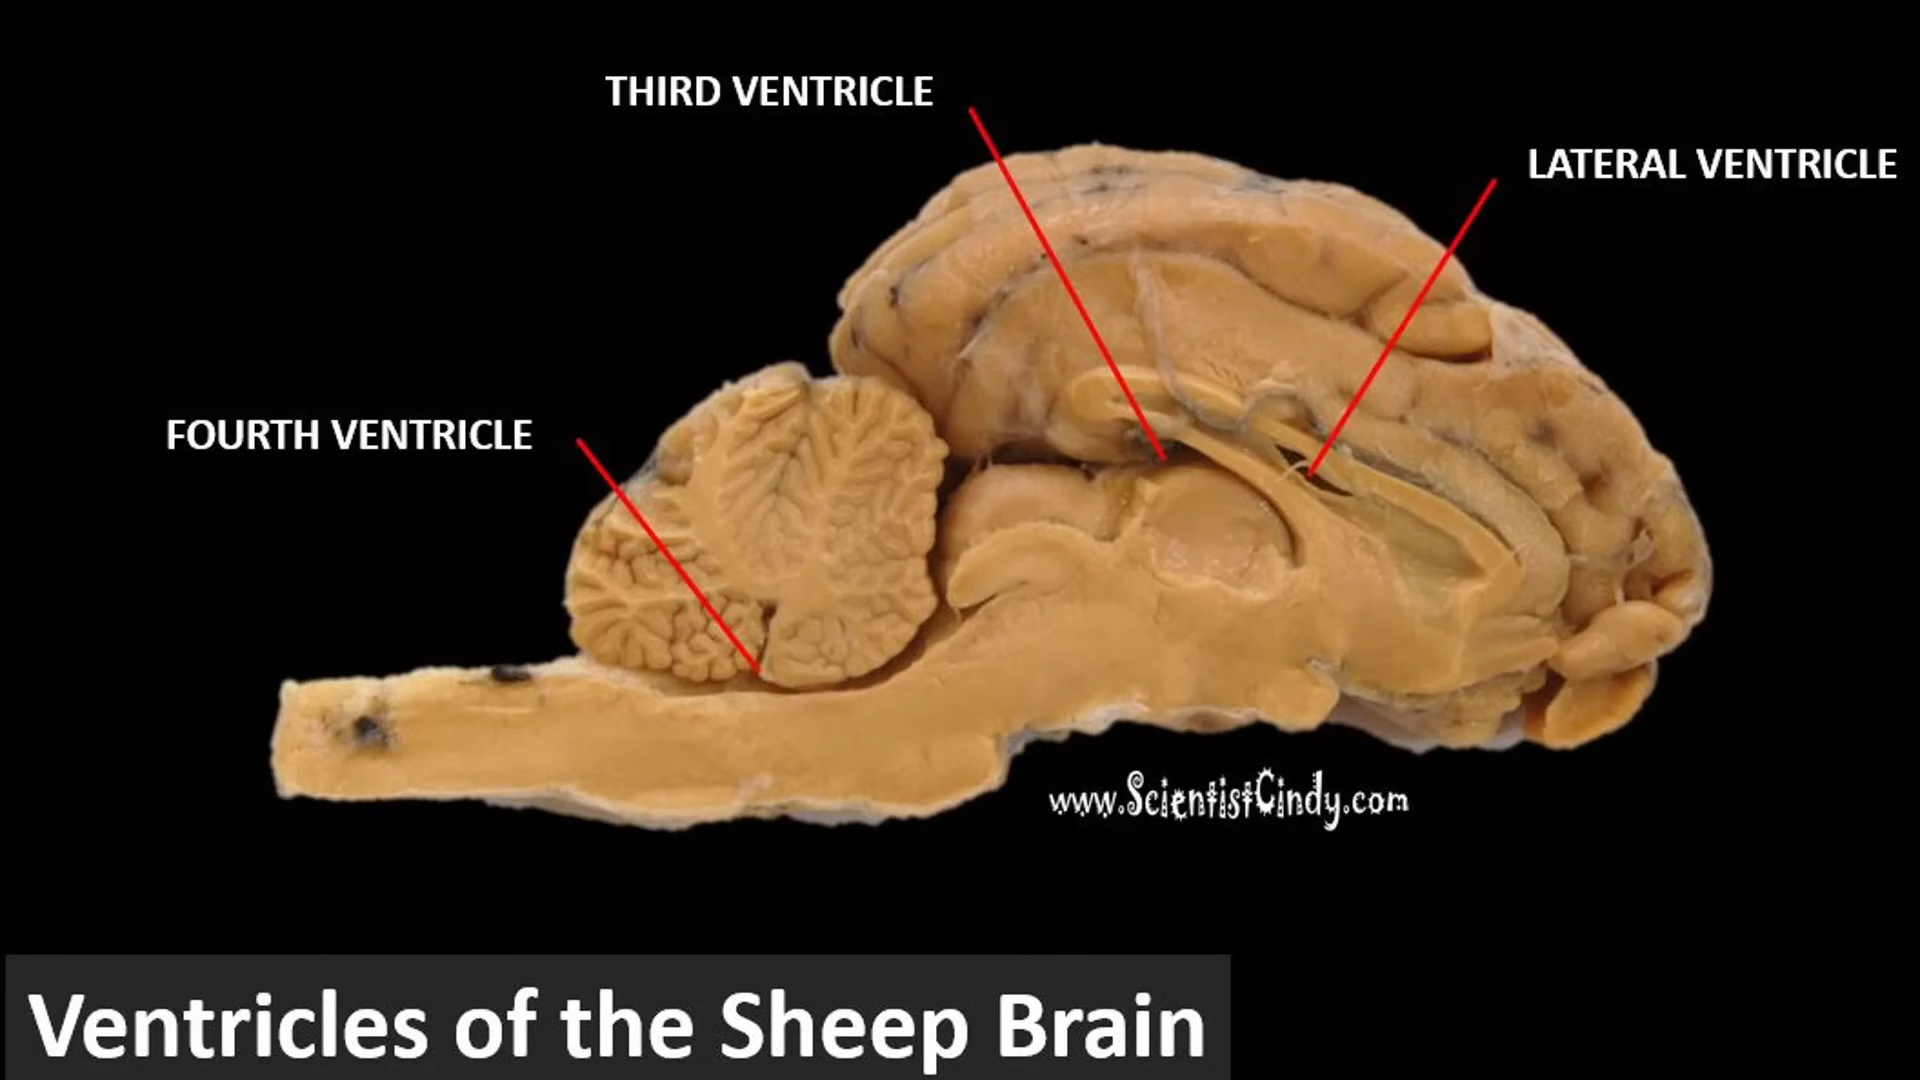 THIRD VENTRICLE
LATERAL VENTRICLE
FOURTH VENTRICLE
www.ScientistCindy.com
Ventricles of the Sheep Brain